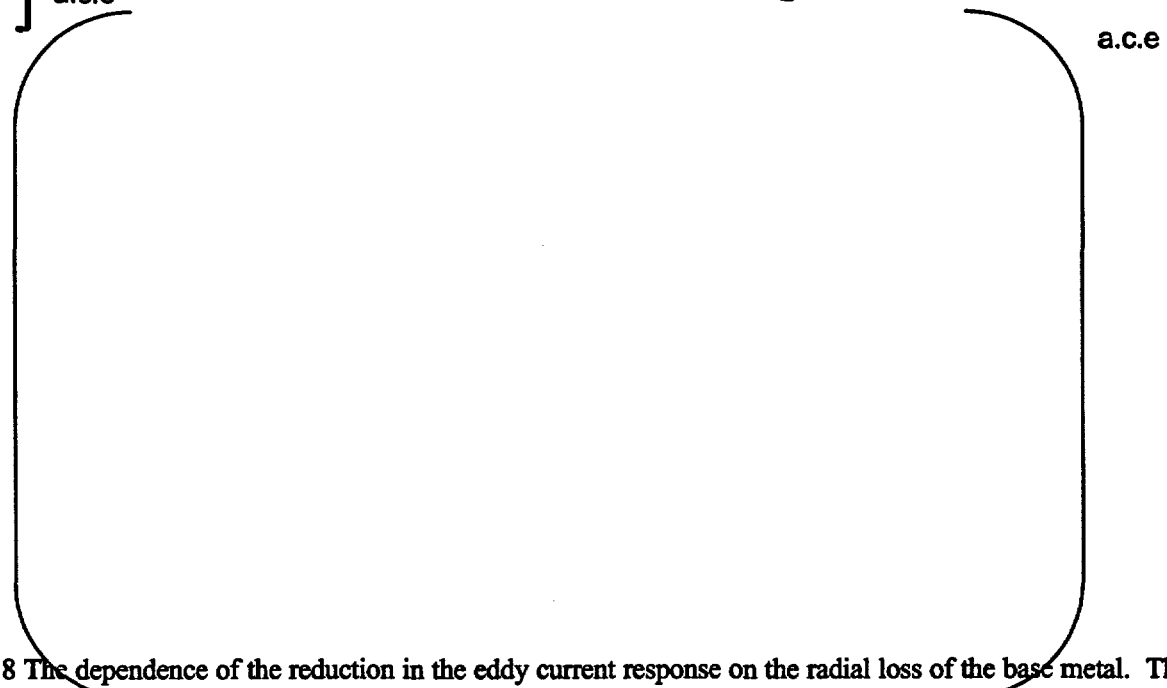 a.c.e
8 The dependence of the reduction in the eddy current response on the radial loss of the base metal.